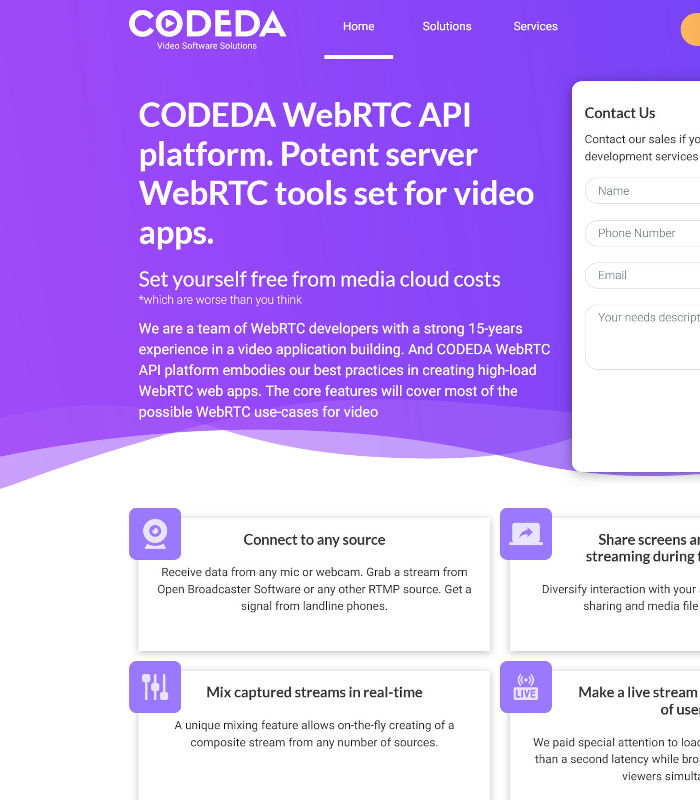 CODEDA
Video Software Solutions
Home
Solutions
Services
CODEDA WebRTC API
platform. Potent server
WebRTC tools set for video
apps.
Set yourself free from media cloud costs
*which are worse than you think
We are a team of WebRTC developers with a strong 15-years
experience in a video application building. And CODEDA WebRTC
API platform embodies our best practices in creating high-load
WebRTC web apps. The core features will cover most of the
possible WebRTC use-cases for video
Contact Us
Contact our sales if
development services
Name
Phone Number
Email
Your needs
Connect to any source
Receive data from any mic or webcam. Grab a stream from
Open Broadcaster Software or any other RTMP source. Get a
signal from landline phones.
Share screens
streaming during
Diversify interaction with your
sharing and media file
Mix captured streams in real-time
A unique mixing feature allows on-the-fly creating of a
composite stream from any number of sources.
LIVE
Make a live stream
of
We paid special attention to
than a second latency while
viewers